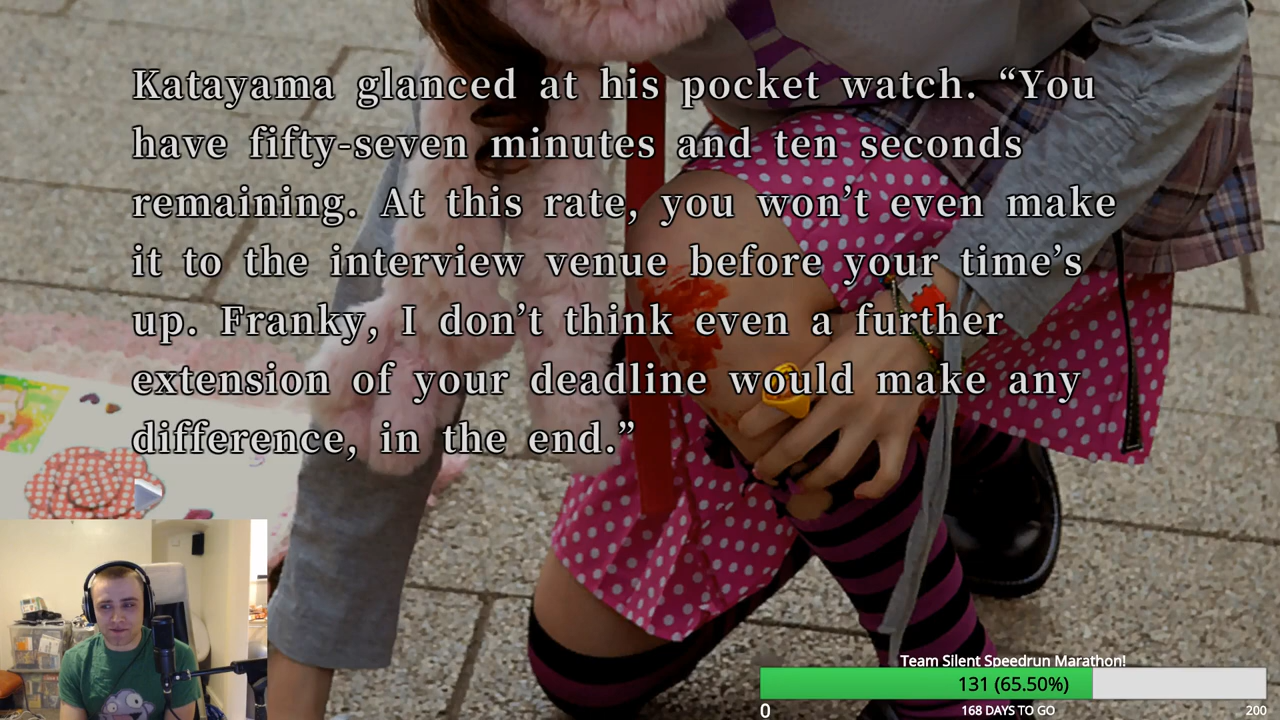 Katayama glanced at his pocket watch. “You
have fifty-seven minutes and ten seconds
remaining. At this rate, you won’t even make
it to the interview venue before your time’s
up. Franky, I don’t think even a further
extension of your deadline would make any
difference, in the end.”
Team Silent Speedrun Marathon!
131 (65.50%)
0 168 DAYS TO GO 200